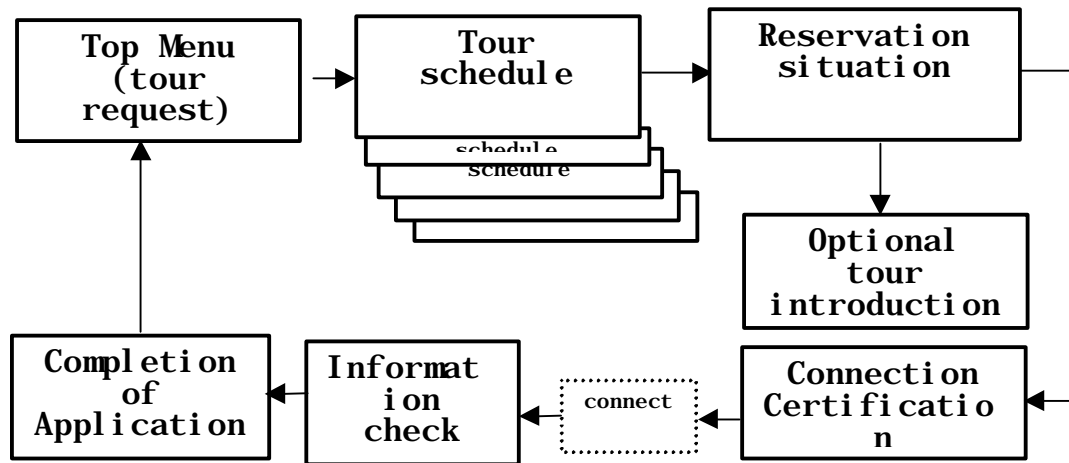 Top Menu
(tour
request)
Tour
schedule
schedule
schedule
Reservation
situation
Optional
tour
introduction
Connection
Certificatio
n
connect
Informat
ion
check
Completion
of
Application